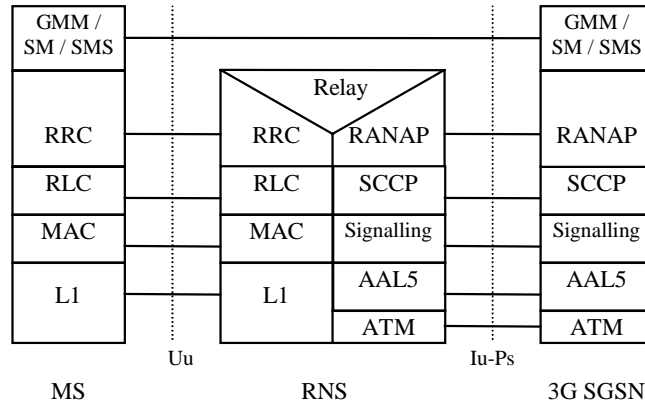 GMM /
SM / SMS
GMM /
SM / SMS
Relay
RRC
RRC
RANAP
RANAP
RLC
RLC
SCCP
SCCP
MAC
MAC
Signalling
Signalling
L1
L1
AAL5
AAL5
ATM
ATM
Uu
Iu-Ps
MS
RNS
3G SGSN